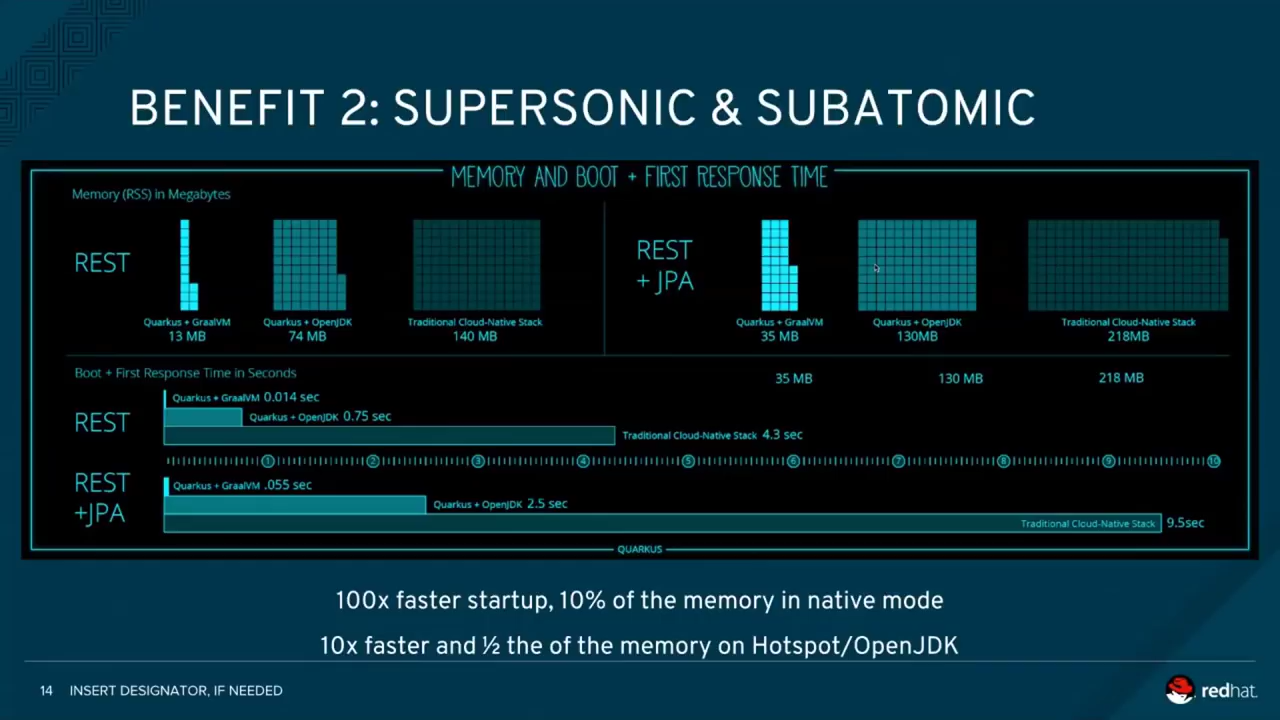 BENEFIT 2: SUPERSONIC & SUBATOMIC
MEMORY AND BOOT + FIRST RESPONSE TIME
Memory (RSS) in Megabytes
REST
Quarkus + GraalVM
13 MB
Quarkus + OpenJDK
74 MB
Traditional Cloud-Native Stack
140 MB
REST
+ JPA
Quarkus + GraalVM
35 MB
Quarkus + OpenJDK
130MB
Traditional Cloud-Native Stack
218MB
Boot + First Response Time in Seconds
35 MB
130 MB
218 MB
REST
Quarkus + GraalVM 0.014 sec
Quarkus + OpenJDK 0.75 sec
Traditional Cloud-Native Stack 4.3 sec
1 2 3 4 5 6 7 8 9 10
REST
+JPA
Quarkus + GraalVM .055 sec
Quarkus + OpenJDK 2.5 sec
Traditional Cloud-Native Stack 9.5sec
QUARKUS
100x faster startup, 10% of the memory in native mode
10x faster and ½ the of the memory on Hotspot/OpenJDK
14 INSERT DESIGNATOR, IF NEEDED
redhat.